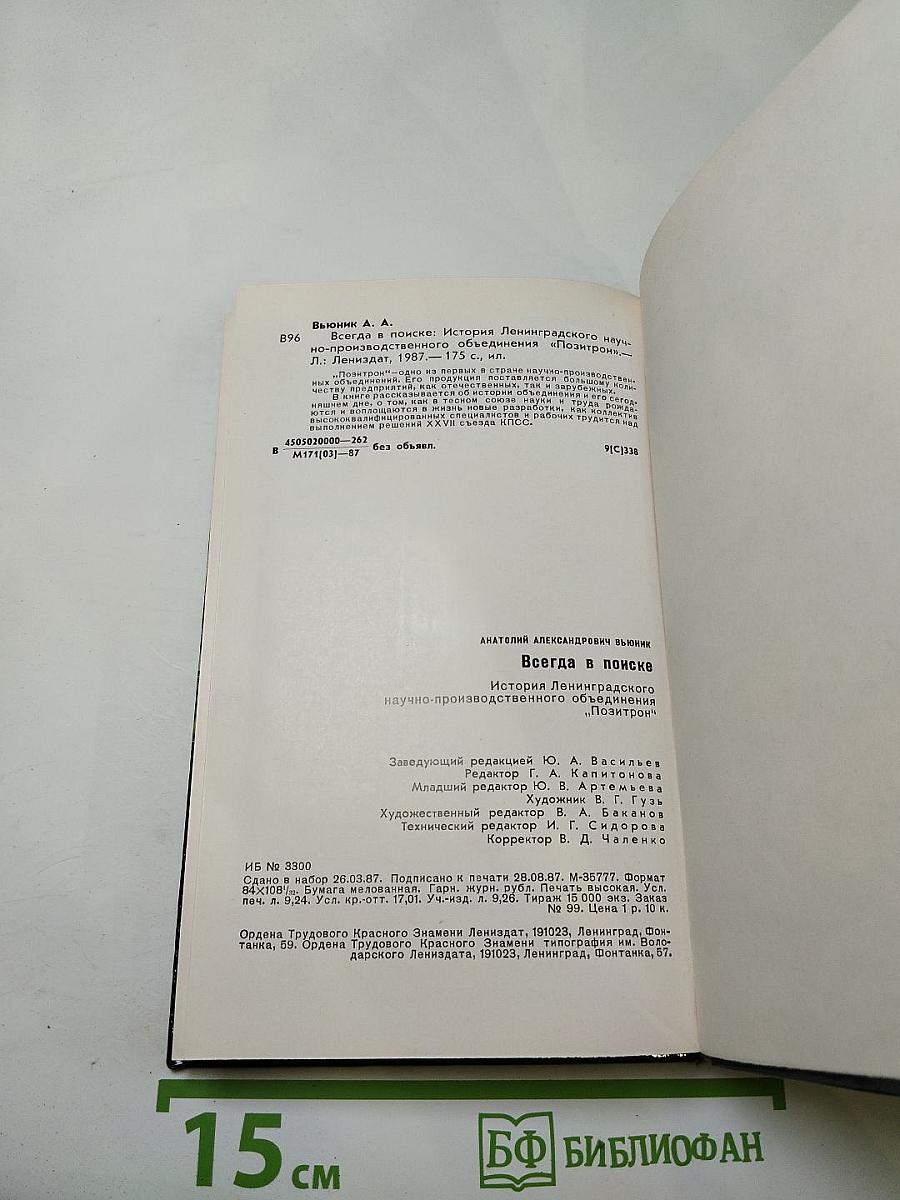 Вьюник А. А.
В96 Всегда в поиске: История Ленинградского науч-
но-производственного объединения «Позитрон».—
Л.: Лениздат, 1987.— 175 с., ил.
„Позитрон“—одно из первых в стране научно-производствен-
ных объединений. Его продукция поставляется большому коли-
честву предприятий, как отечественных, так и зарубежных.
В книге рассказывается об истории объединения и его сегод-
няшнем дне, о том, как в тесном союзе науки и труда рожда-
ются и воплощаются в жизнь новые разработки, как коллектив
высококвалифицированных специалистов и рабочих трудится над
выполнением решений XXVII съезда КПСС.
В 4505020000—262
М171(03)—87 без объявл. 9(С)338
АНАТОЛИЙ АЛЕКСАНДРОВИЧ ВЬЮНИК
Всегда в поиске
История Ленинградского
научно-производственного объединения
„Позитрон“
Заведующий редакцией Ю. А. Васильев
Редактор Г. А. Капитонова
Младший редактор Ю. В. Артемьева
Художник В. Г. Гузь
Художественный редактор В. А. Баканов
Технический редактор И. Г. Сидорова
Корректор В. Д. Чаленко
ИБ № 3300
Сдано в набор 26.03.87. Подписано к печати 28.08.87. М-35777. Формат
84×108¹/₃₂. Бумага мелованная. Гарн. журн. рубл. Печать высокая. Усл.
печ. л. 9,24. Усл. кр.-отт. 17,01. Уч.-изд. л. 9,26. Тираж 15 000 экз. Заказ
№ 99. Цена 1 р. 10 к.
Ордена Трудового Красного Знамени Лениздат, 191023, Ленинград, Фон-
танка, 59. Ордена Трудового Красного Знамени типография им. Воло-
дарского Лениздата, 191023, Ленинград, Фонтанка, 57.
15 см
БФ БИБЛИОФАН